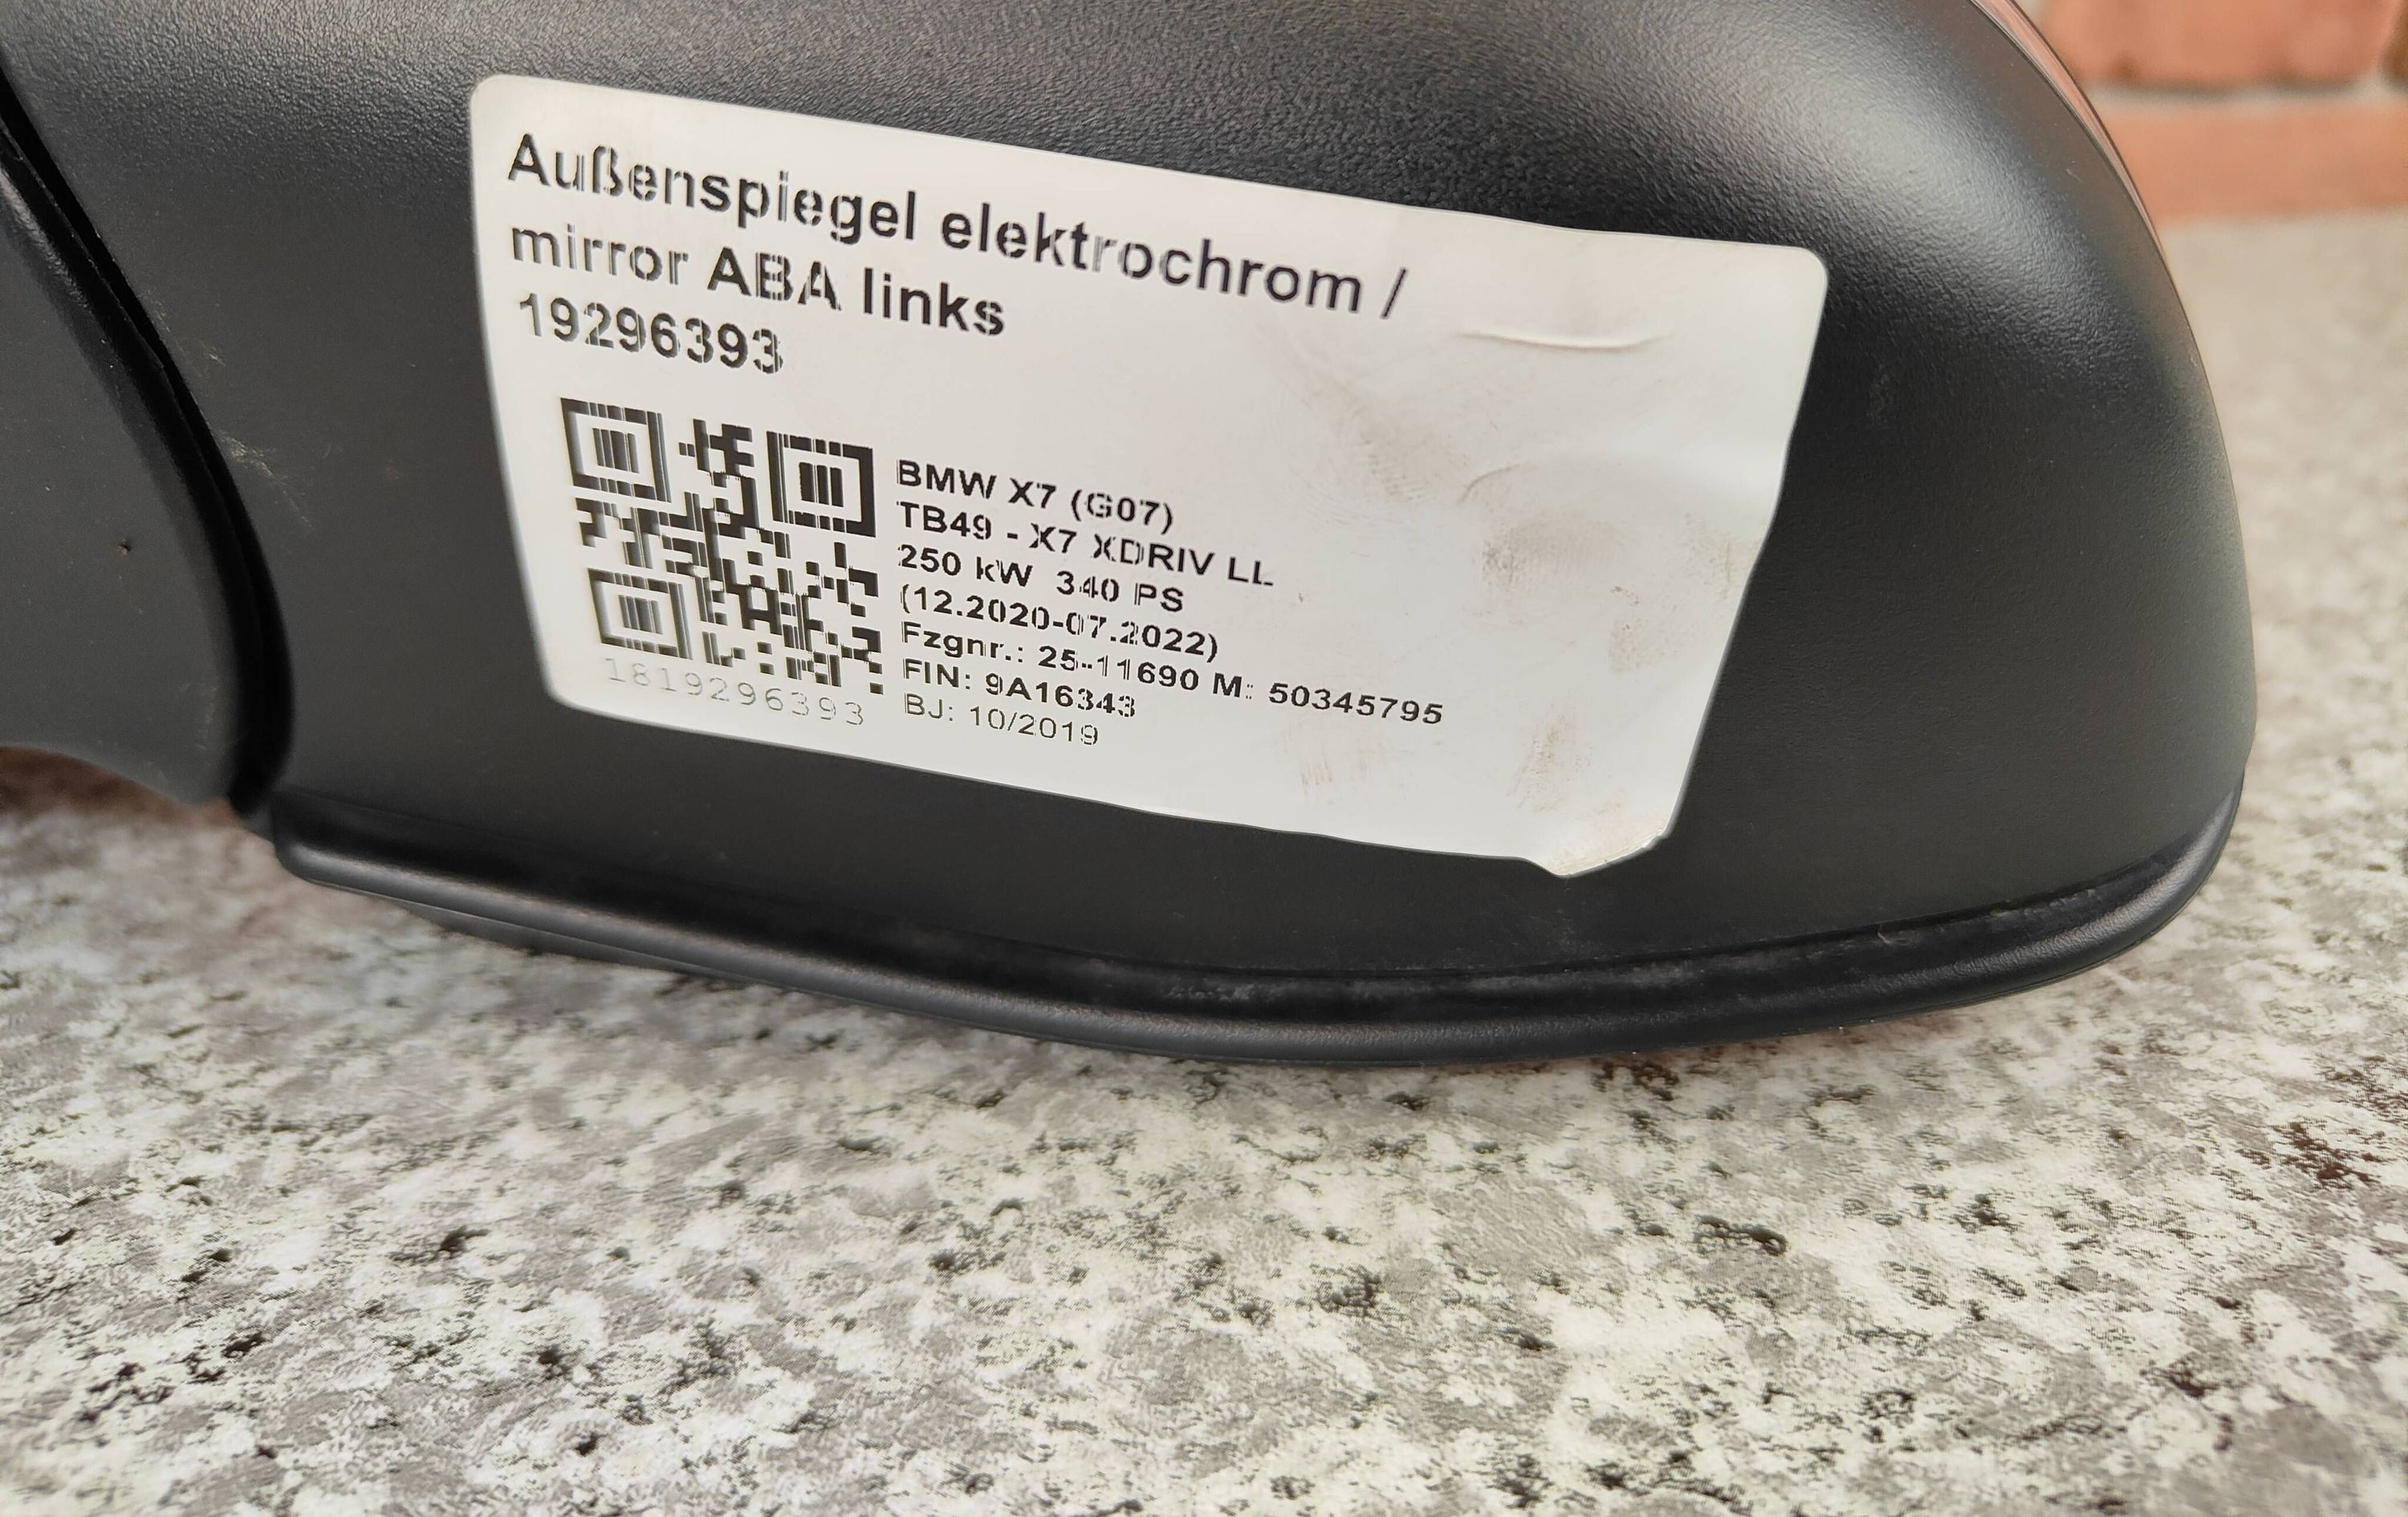 Außenspiegel elektrochrom /
mirror ABA links
19296393
BMW X7 (G07)
TB49 - X7 XDRIV LL
250 kW 340 PS
(12.2020-07.2022)
Fzgnr.: 25-11690 M: 50345795
FIN: 9A16343
BJ: 10/2019
1819296393